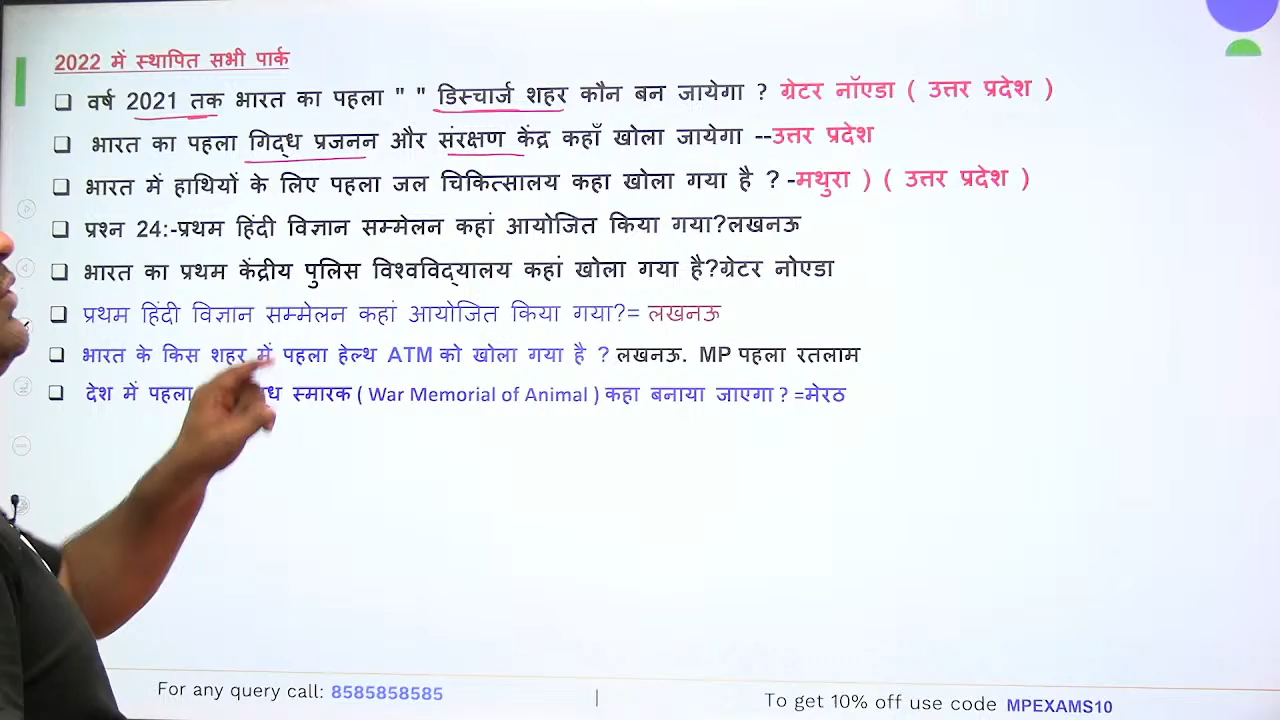 2022 में स्थापित सभी पार्क
❑ वर्ष 2021 तक भारत का पहला " " डिस्चार्ज शहर कौन बन जायेगा ? ग्रेटर नॉएडा ( उत्तर प्रदेश )
❑ भारत का पहला गिद्ध प्रजनन और संरक्षण केंद्र कहाँ खोला जायेगा --उत्तर प्रदेश
❑ भारत में हाथियों के लिए पहला जल चिकित्सालय कहा खोला गया है ? -मथुरा ) ( उत्तर प्रदेश )
❑ प्रश्न 24:-प्रथम हिंदी विज्ञान सम्मेलन कहां आयोजित किया गया?लखनऊ
❑ भारत का प्रथम केंद्रीय पुलिस विश्वविद्यालय कहां खोला गया है?ग्रेटर नोएडा
❑ प्रथम हिंदी विज्ञान सम्मेलन कहां आयोजित किया गया?= लखनऊ
❑ भारत के किस शहर में पहला हेल्थ ATM को खोला गया है ? लखनऊ. MP पहला रतलाम
❑ देश में पहला स्मारक ( War Memorial of Animal ) कहा बनाया जाएगा ? =मेरठ
For any query call: 8585858585 | To get 10% off use code MPEXAMS10